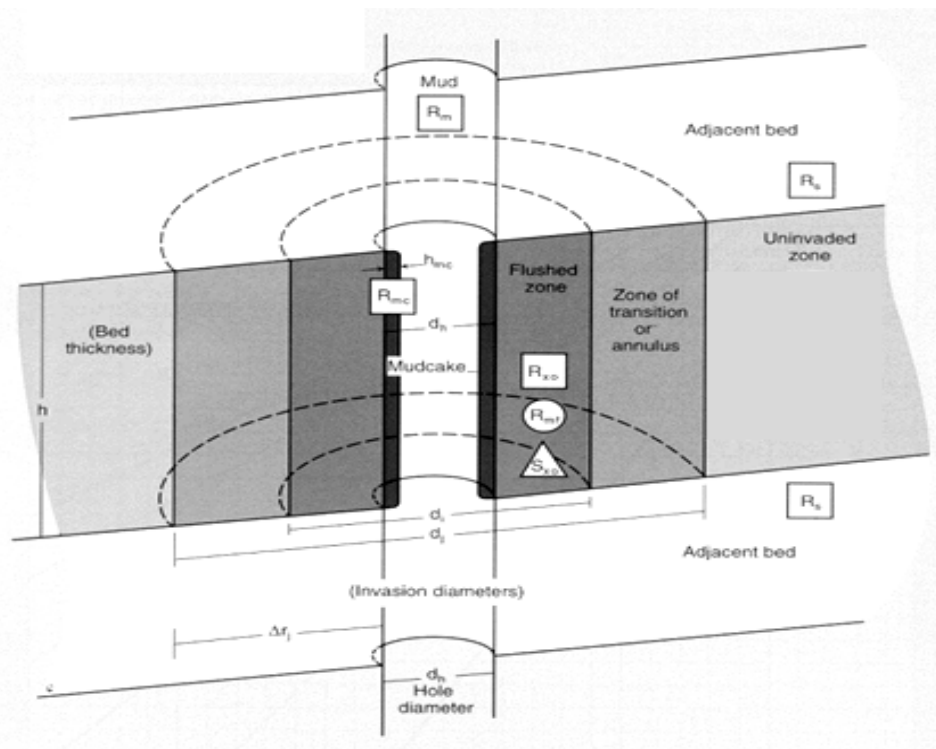 Mud
Rm
Adjacent bed
Rs
Uninvaded
zone
hmc
Flushed
zone
Rmc
Zone of
transition
or
annulus
(Bed
thickness)
dh
Mudcake
Rxo
h
Rmf
Sxo
di
dj
Rs
Adjacent bed
(Invasion diameters)
Δrj
dh
Hole
diameter